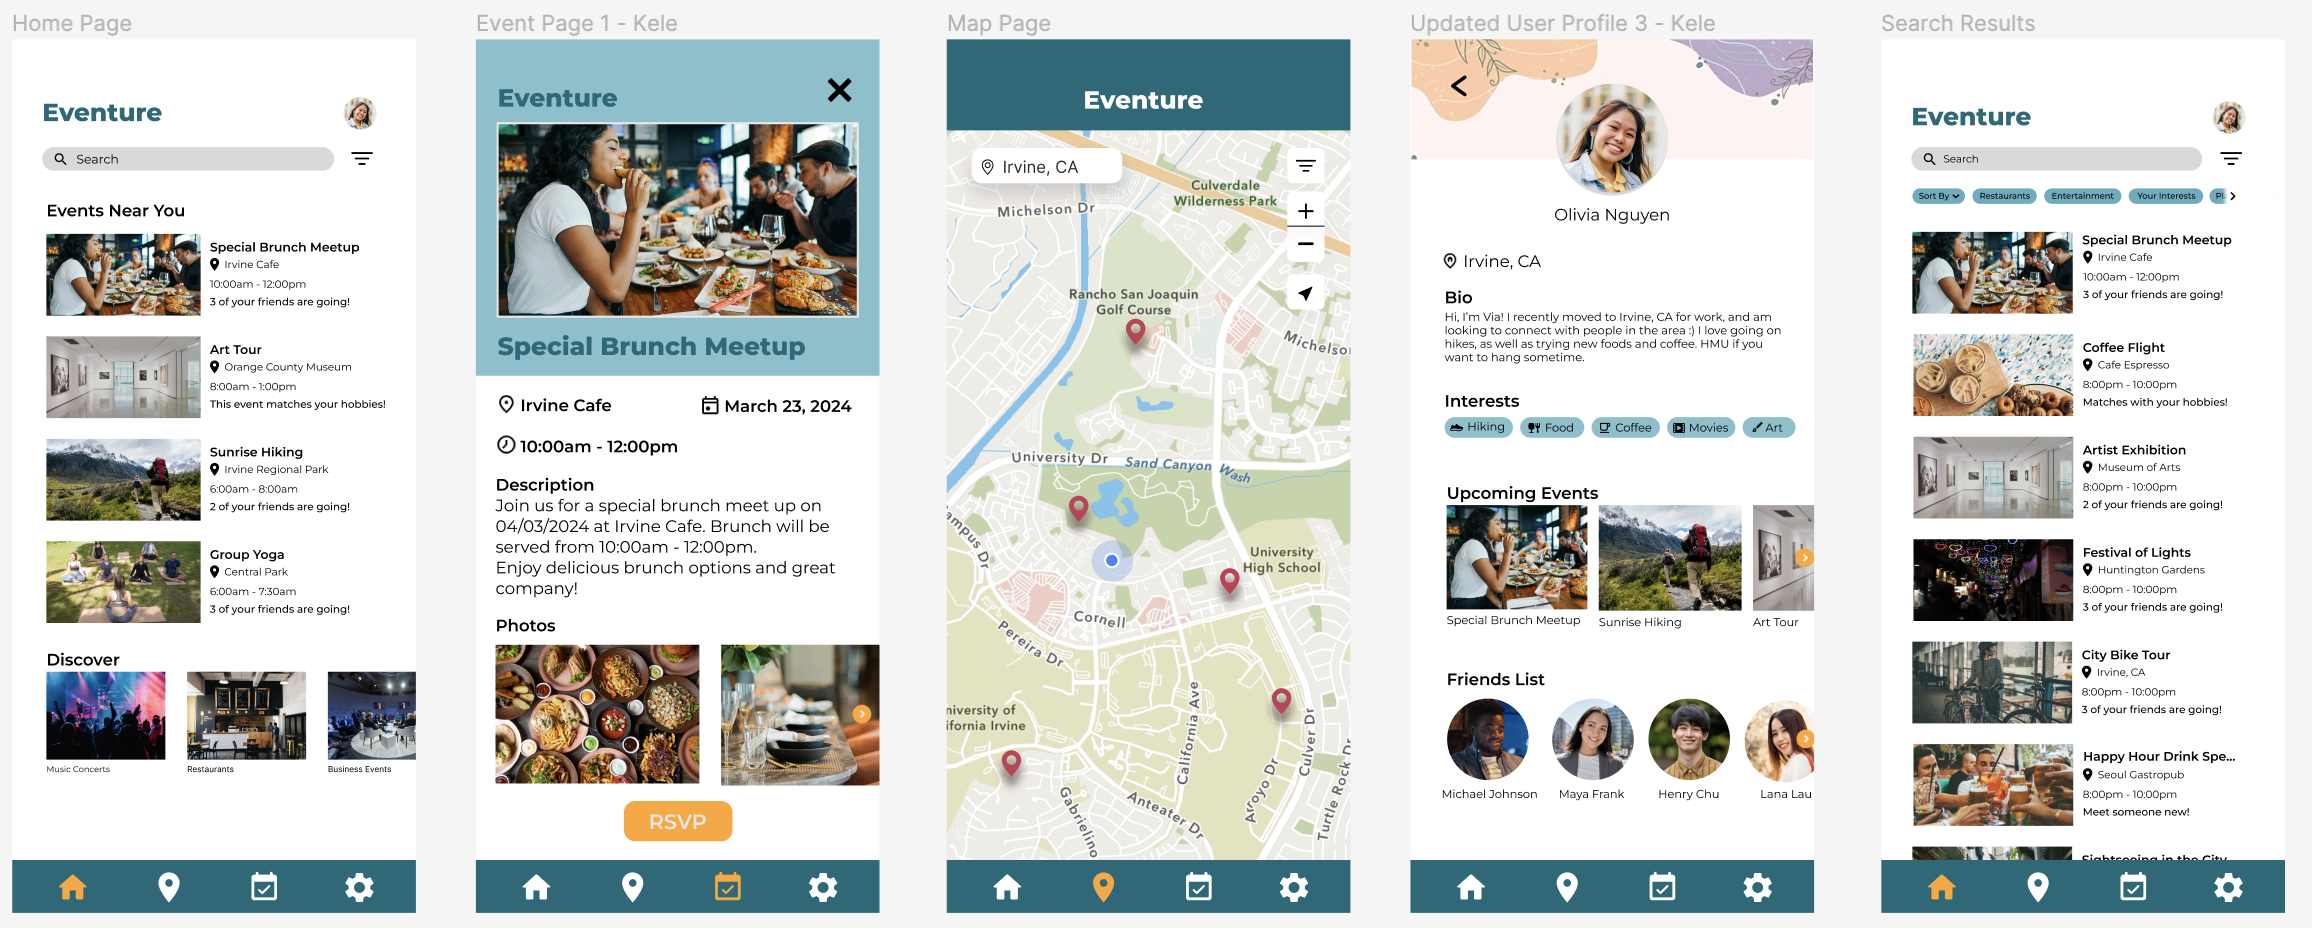 Home Page
Eventure
Search
Events Near You
Special Brunch Meetup
Irvine Cafe
10:00am - 12:00pm
3 of your friends are going!
Art Tour
Orange County Museum
8:00am - 1:00pm
This event matches your hobbies!
Sunrise Hiking
Irvine Regional Park
6:00am - 8:00am
2 of your friends are going!
Group Yoga
Central Park
6:00am - 7:30am
3 of your friends are going!
Discover
Music Concerts
Restaurants
Business Events
Event Page 1 - Kele
Eventure
Special Brunch Meetup
Irvine Cafe
March 23, 2024
10:00am - 12:00pm
Description
Join us for a special brunch meet up on
04/03/2024 at Irvine Cafe. Brunch will be
served from 10:00am - 12:00pm.
Enjoy delicious brunch options and great
company!
Photos
RSVP
Map Page
Eventure
Irvine, CA
Culverdale
Wilderness Park
Michelson Dr
Rancho San Joaquin
Golf Course
Michelso
University Dr
Sand Canyon Wash
ampus Dr
University
High School
Cornell
Pereira Dr
niversity of
ifornia Irvine
California Ave
Culver Dr
Arroyo Dr
Anteater Dr
Gabrielino
Turtle Rock Dr
Updated User Profile 3 - Kele
Olivia Nguyen
Irvine, CA
Bio
Hi, I'm Via! I recently moved to Irvine, CA for work, and am
looking to connect with people in the area :) I love going on
hikes, as well as trying new foods and coffee. HMU if you
want to hang sometime.
Interests
Hiking
Food
Coffee
Movies
Art
Upcoming Events
Special Brunch Meetup
Sunrise Hiking
Art Tour
Friends List
Michael Johnson
Maya Frank
Henry Chu
Lana Lau
Search Results
Eventure
Search
Sort By
Restaurants
Entertainment
Your Interests
Pl
Special Brunch Meetup
Irvine Cafe
10:00am - 12:00pm
3 of your friends are going!
Coffee Flight
Cafe Espresso
8:00pm - 10:00pm
Matches with your hobbies!
Artist Exhibition
Museum of Arts
8:00pm - 10:00pm
2 of your friends are going!
Festival of Lights
Huntington Gardens
8:00pm - 10:00pm
3 of your friends are going!
City Bike Tour
Irvine, CA
8:00pm - 10:00pm
3 of your friends are going!
Happy Hour Drink Spe...
Seoul Gastropub
8:00pm - 10:00pm
Meet someone new!
Sightseeing in the City